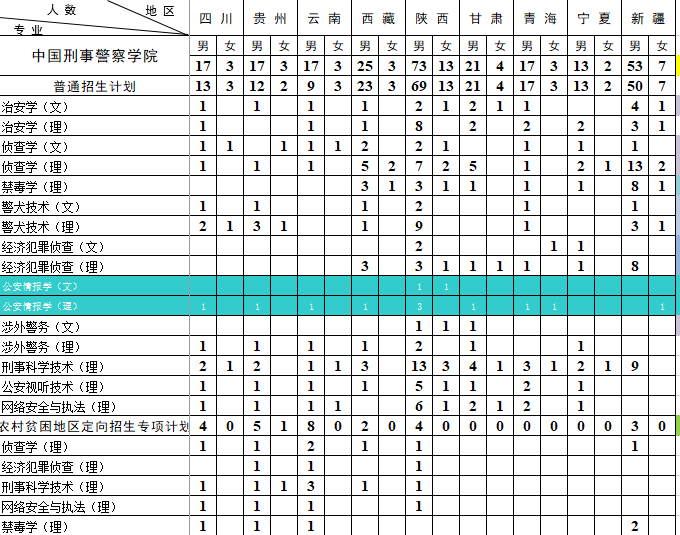 人数 地区
专业
四川 贵州 云南 西藏 陕西 甘肃 青海 宁夏 新疆
男 女 男 女 男 女 男 女 男 女 男 女 男 女 男 女 男 女
中国刑事警察学院 17 3 17 3 17 3 25 3 73 13 21 4 17 3 13 2 53 7
普通招生计划 13 3 12 2 9 3 23 3 69 13 21 4 17 3 13 2 50 7
治安学（文） 1 1 1 1 2 1 2 1 1 4 1
治安学（理） 1 1 1 8 2 2 2 3 1
侦查学（文） 1 1 1 1 1 2 2 1 1 1 1
侦查学（理） 1 1 1 5 2 7 2 5 1 2 1 13 2
禁毒学（理） 3 1 3 1 1 1 1 8 1
警犬技术（文） 1 1 1 2 1 1
警犬技术（理） 2 1 3 1 1 9 1 3 1
经济犯罪侦查（文） 2 1 1
经济犯罪侦查（理） 3 3 1 1 1 1 1 8
公安情报学（文） 1 1
公安情报学（理） 1 1 1 1 3 1 1 1 1
涉外警务（文） 1 1 1
涉外警务（理） 1 1 1 1 2 1 1
刑事科学技术（理） 2 1 2 1 1 3 13 3 4 1 3 1 2 1 9
公安视听技术（理） 1 1 1 1 5 1 1 2 1
网络安全与执法（理） 1 1 1 1 6 1 2 1 2 1
农村贫困地区定向招生专项计划 4 0 5 1 8 0 2 0 4 0 0 0 0 0 0 0 3 0
侦查学（理） 1 1 2 1 1 1
经济犯罪侦查（理） 1 1 1
刑事科学技术（理） 1 1 1 3 1 1
网络安全与执法（理） 1 1 1 1
禁毒学（理） 1 1 1 2